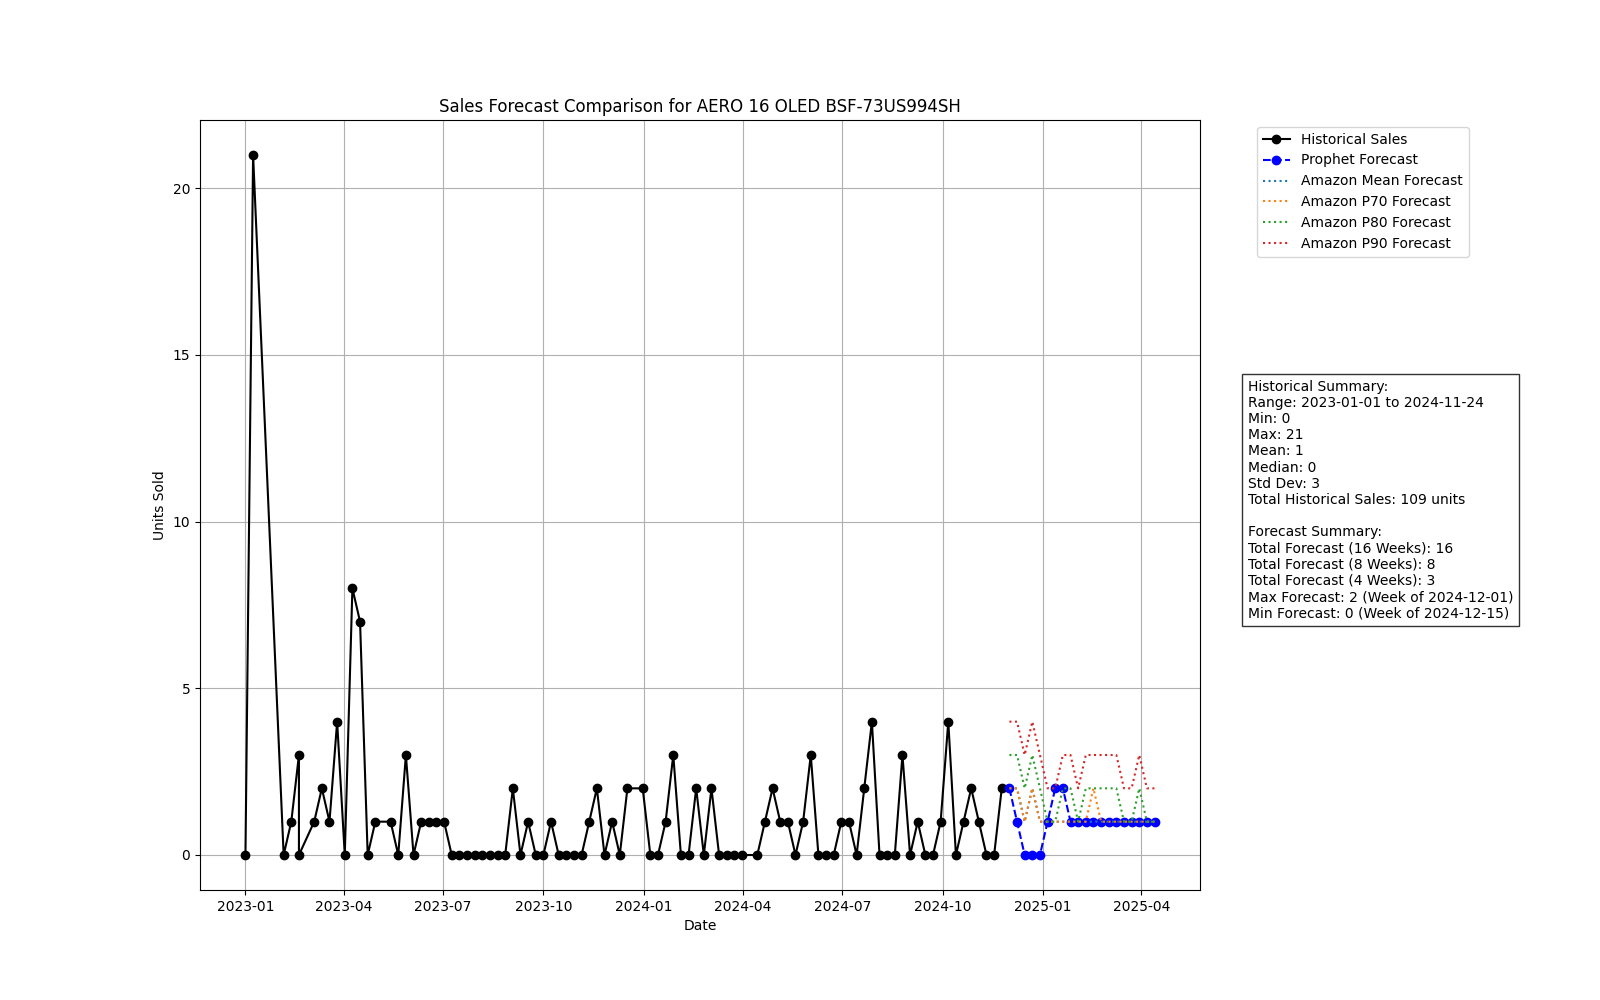 Sales Forecast Comparison for AERO 16 OLED BSF-73US994SH
Historical Sales
Prophet Forecast
Amazon Mean Forecast
Amazon P70 Forecast
Amazon P80 Forecast
Amazon P90 Forecast
20
15
10
5
0
Units Sold
2023-01 2023-04 2023-07 2023-10 2024-01 2024-04 2024-07 2024-10 2025-01 2025-04
Date
Historical Summary:
Range: 2023-01-01 to 2024-11-24
Min: 0
Max: 21
Mean: 1
Median: 0
Std Dev: 3
Total Historical Sales: 109 units
Forecast Summary:
Total Forecast (16 Weeks): 16
Total Forecast (8 Weeks): 8
Total Forecast (4 Weeks): 3
Max Forecast: 2 (Week of 2024-12-01)
Min Forecast: 0 (Week of 2024-12-15)